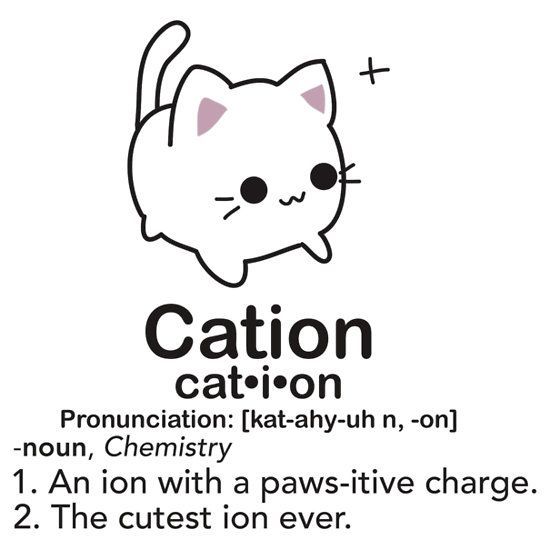 +
Cation
cat•i•on
Pronunciation: [kat-ahy-uh n, -on]
-noun, Chemistry
1. An ion with a paws-itive charge.
2. The cutest ion ever.